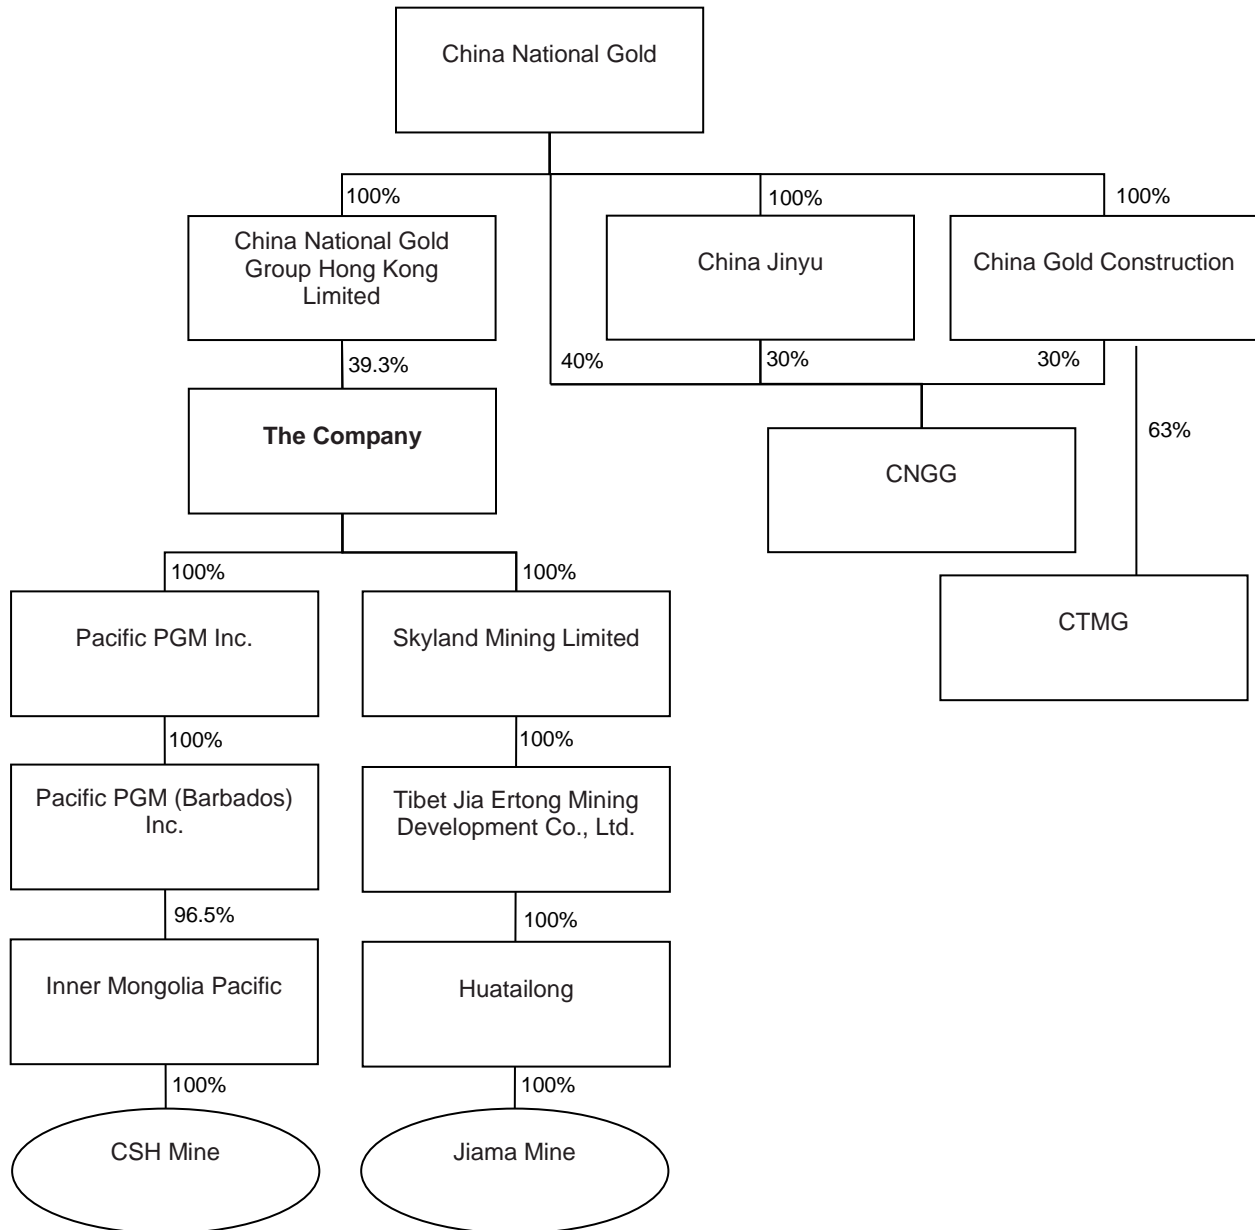 China National Gold
100%
100%
100%
China National Gold
Group Hong Kong
Limited
China Jinyu
China Gold Construction
39.3%
40%
30%
30%
The Company
63%
CNGG
100%
100%
CTMG
Pacific PGM Inc.
Skyland Mining Limited
100%
100%
Pacific PGM (Barbados)
Inc.
Tibet Jia Ertong Mining
Development Co., Ltd.
96.5%
100%
Inner Mongolia Pacific
Huatailong
100%
100%
CSH Mine
Jiama Mine